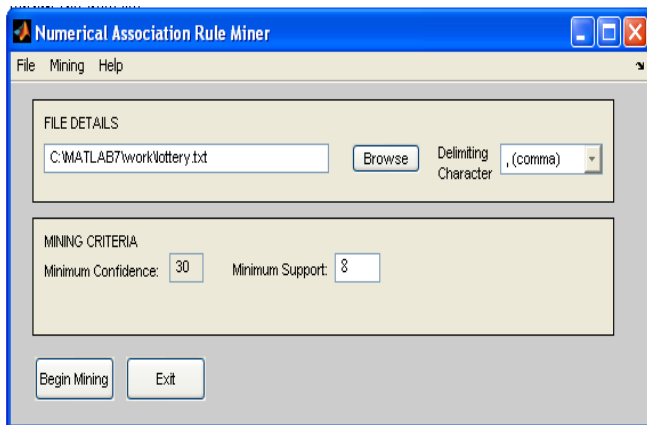 Numerical Association Rule Miner
File Mining Help
FILE DETAILS
C:\MATLAB7\work\lottery.txt
Browse
Delimiting
Character
, (comma)
MINING CRITERIA
Minimum Confidence: 30 Minimum Support: 8
Begin Mining Exit